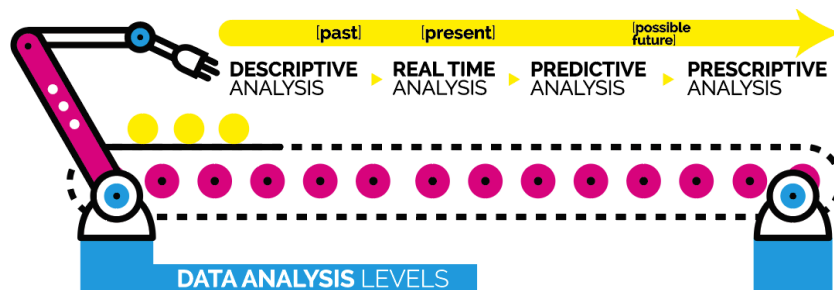 [past] [present] [possible
future]
DESCRIPTIVE REAL TIME PREDICTIVE PRESCRIPTIVE
ANALYSIS ANALYSIS ANALYSIS ANALYSIS
DATA ANALYSIS LEVELS